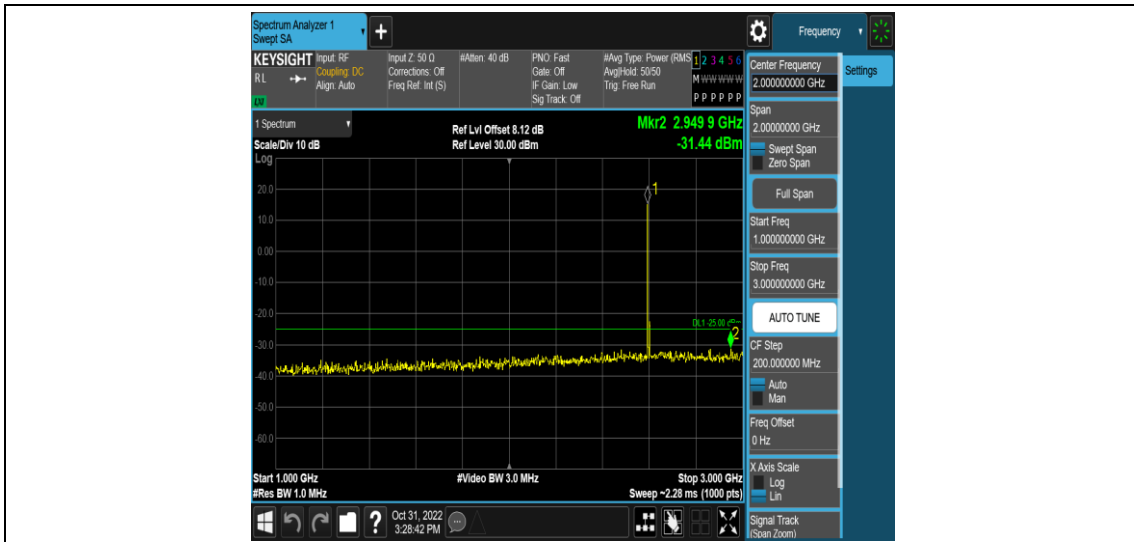 Spectrum Analyzer 1
Swept SA
+
Frequency
KEYSIGHT
RL
LXI
Input: RF
Coupling: DC
Align: Auto
Input Z: 50 Ω
Corrections: Off
Freq Ref: Int (S)
#Atten: 40 dB
PNO: Fast
Gate: Off
IF Gain: Low
Sig Track: Off
#Avg Type: Power (RMS
Avg|Hold: 50/50
Trig: Free Run
1 2 3 4 5 6
M W W W W W
P P P P P P
1 Spectrum
Scale/Div 10 dB
Log
Ref Lvl Offset 8.12 dB
Ref Level 30.00 dBm
Mkr2 2.949 9 GHz
-31.44 dBm
20.0
10.0
0.00
-10.0
-20.0
-30.0
-40.0
-50.0
-60.0
1
DL1 -25.00 dBm
2
Start 1.000 GHz
#Res BW 1.0 MHz
#Video BW 3.0 MHz
Stop 3.000 GHz
Sweep ~2.28 ms (1000 pts)
Center Frequency
2.000000000 GHz
Settings
Span
2.00000000 GHz
Swept Span
Zero Span
Full Span
Start Freq
1.000000000 GHz
Stop Freq
3.000000000 GHz
AUTO TUNE
CF Step
200.000000 MHz
Auto
Man
Freq Offset
0 Hz
X Axis Scale
Log
Lin
Signal Track
(Span Zoom)
?
Oct 31, 2022
3:28:42 PM